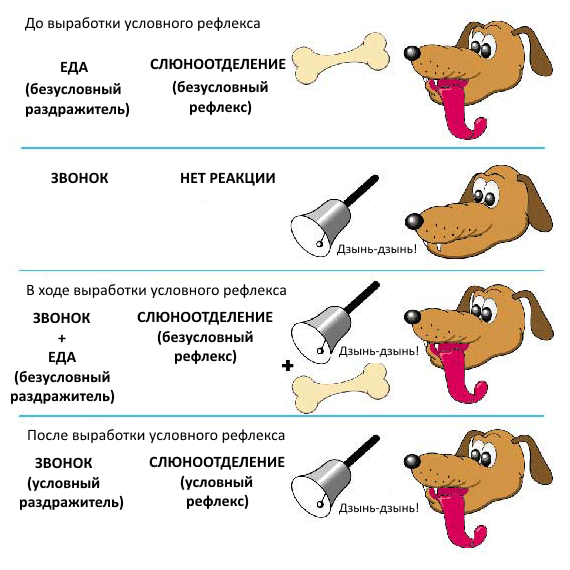 До выработки условного рефлекса
ЕДА
(безусловный
раздражитель)
СЛЮНООТДЕЛЕНИЕ
(безусловный
рефлекс)
ЗВОНОК
НЕТ РЕАКЦИИ
Дзынь-дзынь!
В ходе выработки условного рефлекса
ЗВОНОК
+
ЕДА
(безусловный
раздражитель)
СЛЮНООТДЕЛЕНИЕ
(безусловный
рефлекс)
+
Дзынь-дзынь!
После выработки условного рефлекса
ЗВОНОК
(условный
раздражитель)
СЛЮНООТДЕЛЕНИЕ
(условный
рефлекс)
Дзынь-дзынь!